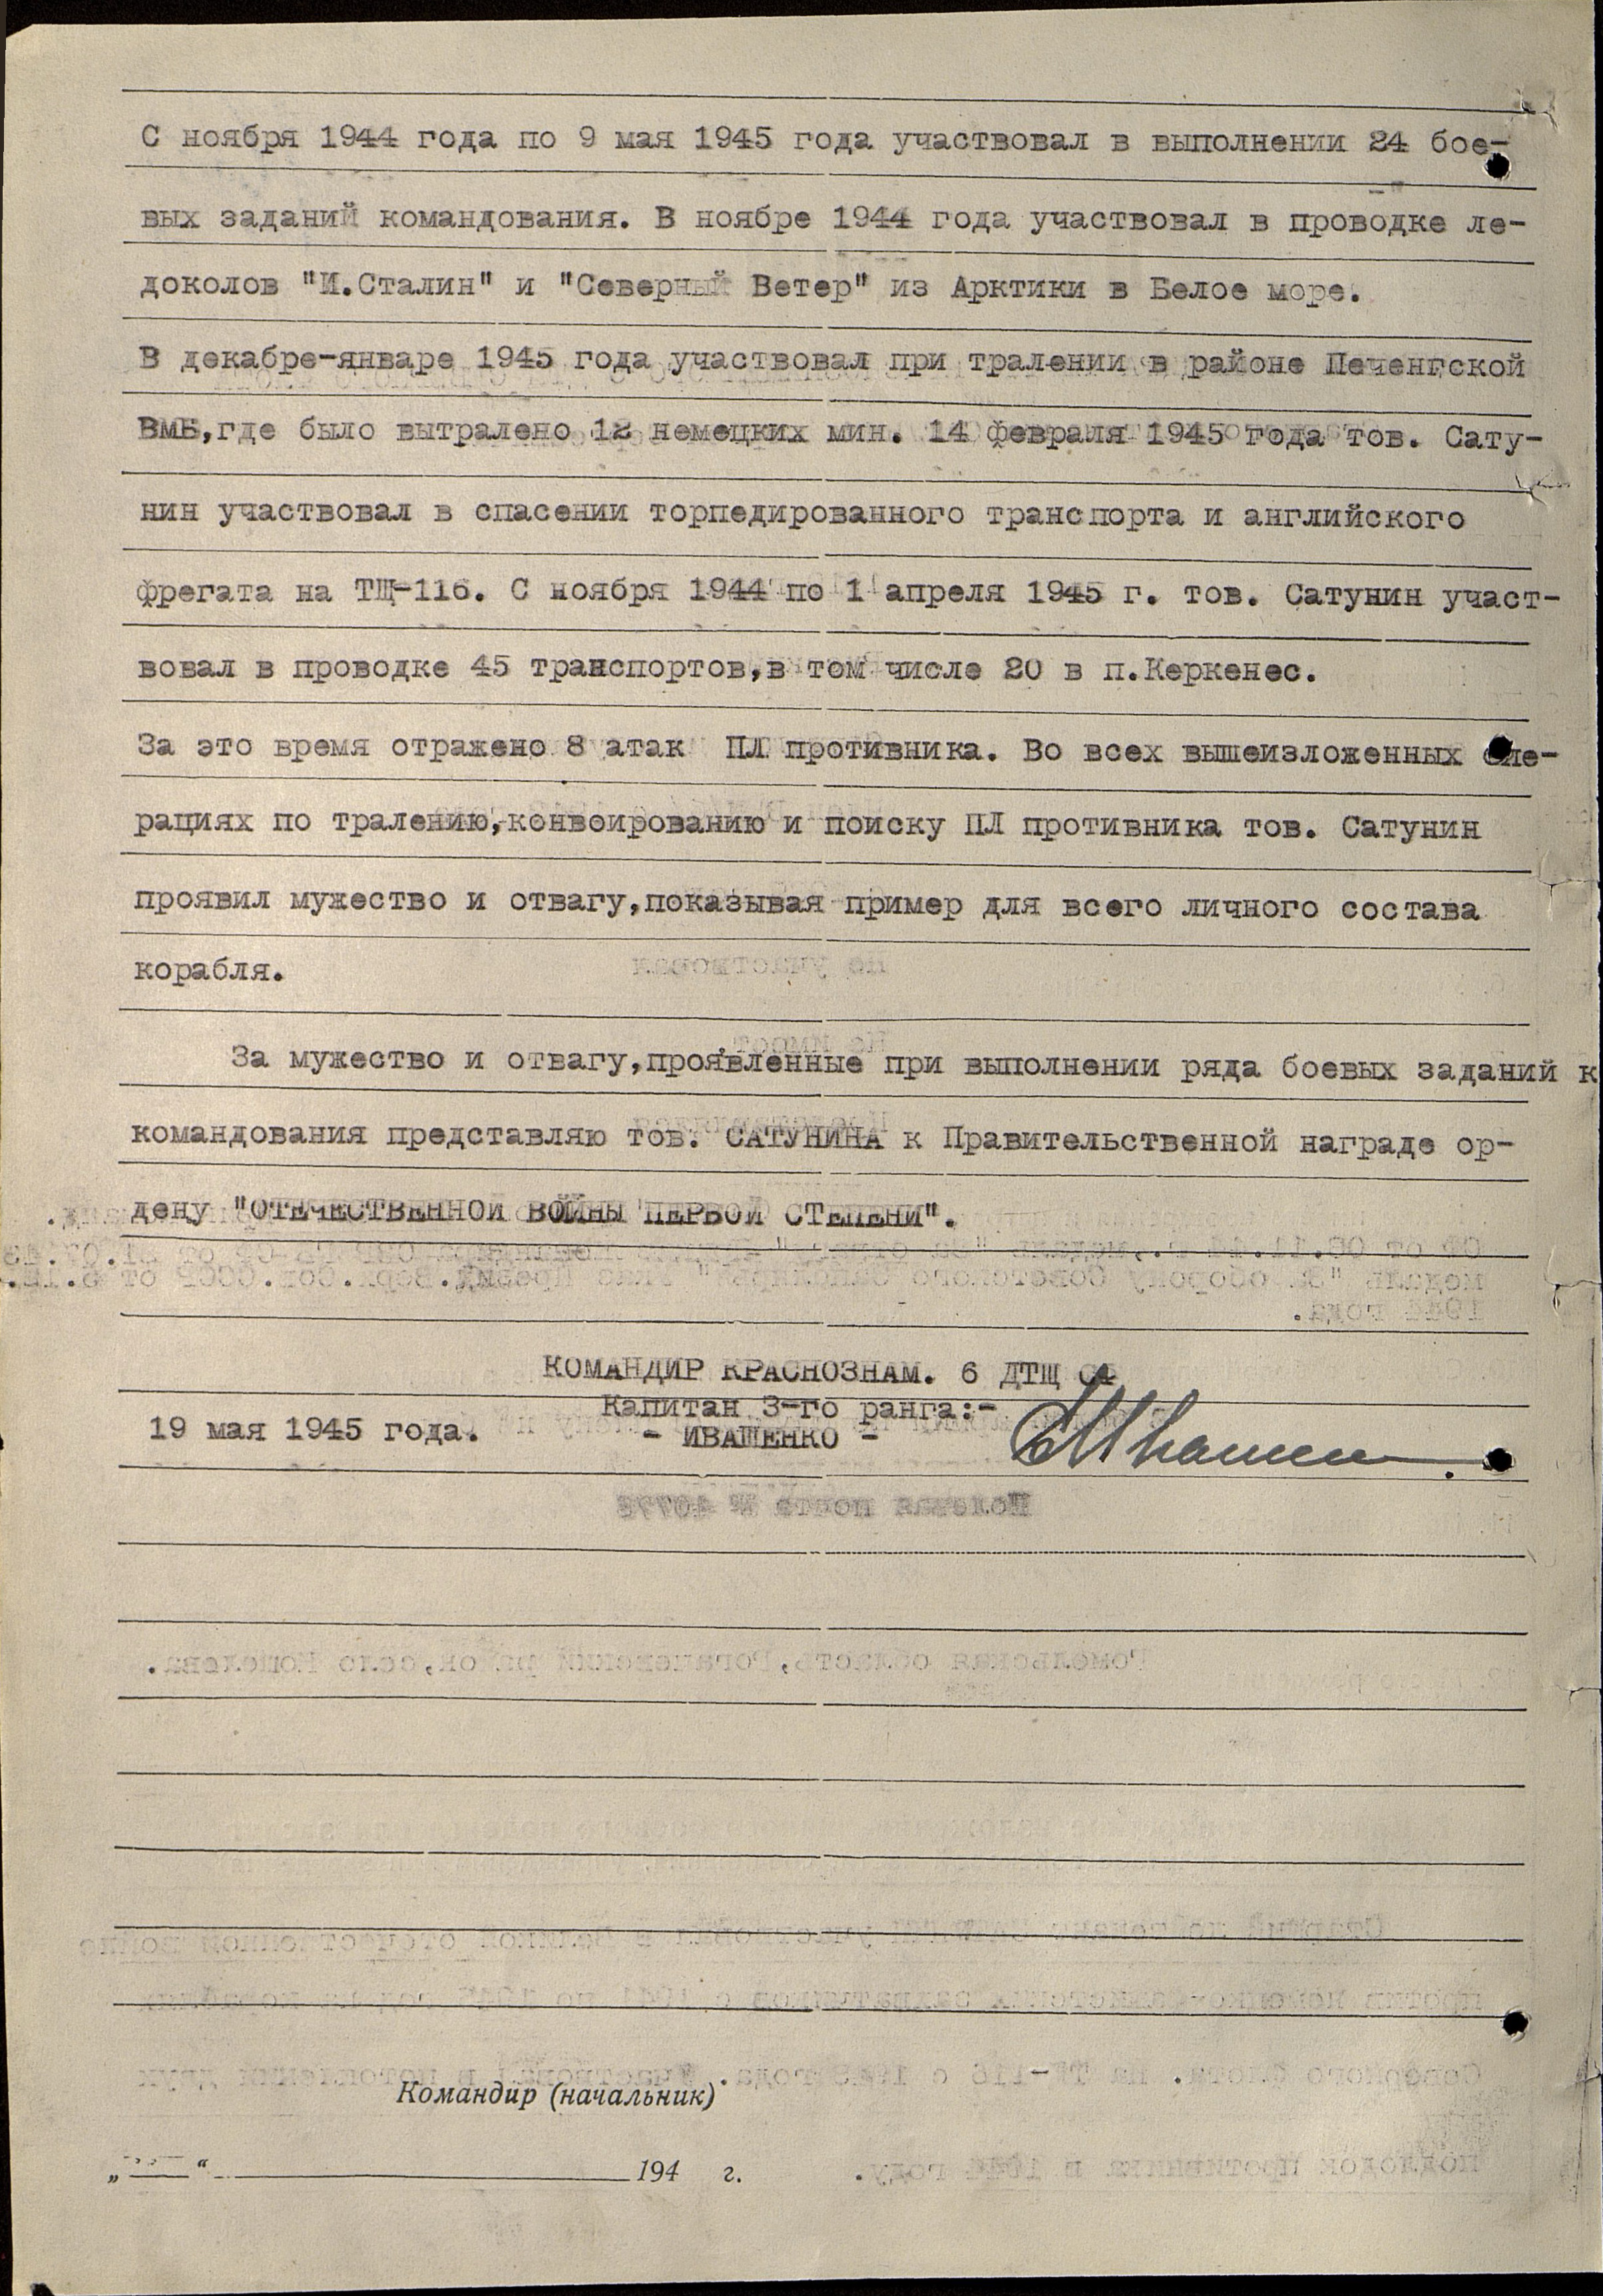 С ноября 1944 года по 9 мая 1945 года участвовал в выполнении 24 бое-
вых заданий командования. В ноябре 1944 года участвовал в проводке ле-
доколов "И.Сталин" и "Северный Ветер" из Арктики в Белое море.
В декабре-январе 1945 года участвовал при тралении в районе Печенгской
ВМБ,где было вытралено 12 немецких мин. 14 февраля 1945 года тов. Сату-
нин участвовал в спасении торпедированного транспорта и английского
фрегата на ТЩ-116. С ноября 1944 по 1 апреля 1945 г. тов. Сатунин участ-
вовал в проводке 45 транспортов,в том числе 20 в п.Керкенес.
За это время отражено 8 атак ПЛ противника. Во всех вышеизложенных опе-
рациях по тралению,конвоированию и поиску ПЛ противника тов. Сатунин
проявил мужество и отвагу,показывая пример для всего личного состава
корабля.
За мужество и отвагу,проявленные при выполнении ряда боевых заданий к
командования представляю тов. САТУНИНА к Правительственной награде ор-
дену "ОТЕЧЕСТВЕННОЙ ВОЙНЫ ПЕРВОЙ СТЕПЕНИ".
КОМАНДИР КРАСНОЗНАМ. 6 ДТЩ СФ
Капитан 3-го ранга:-
19 мая 1945 года. - ИВАШЕНКО -
Командир (начальник)
„ “ 194 г.